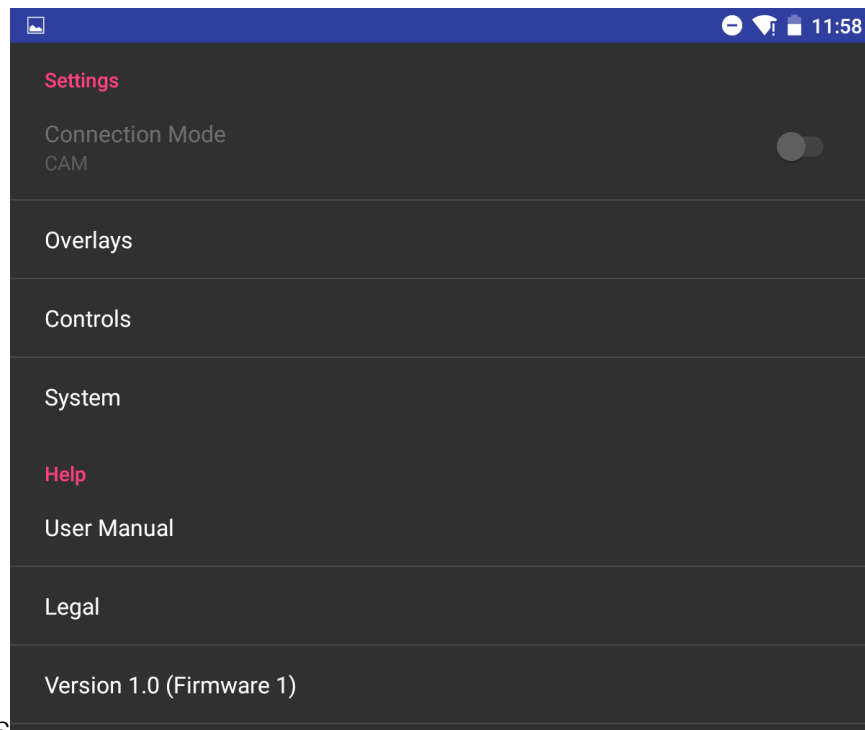 11:58
Settings
Connection Mode
CAM
Overlays
Controls
System
Help
User Manual
Legal
Version 1.0 (Firmware 1)